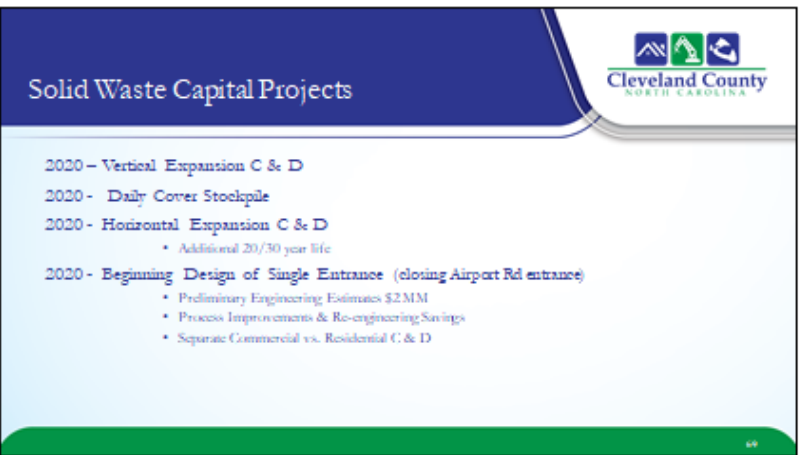 Solid Waste Capital Projects
Cleveland County
NORTH CAROLINA
2020 – Vertical Expansion C & D
2020 - Daily Cover Stockpile
2020 - Horizontal Expansion C & D
• Additional 20/30 year life
2020 - Beginning Design of Single Entrance (closing Airport Rd entrance)
• Preliminary Engineering Estimates $2MM
• Process Improvements & Re-engineering Savings
• Separate Commercial vs. Residential C & D
69